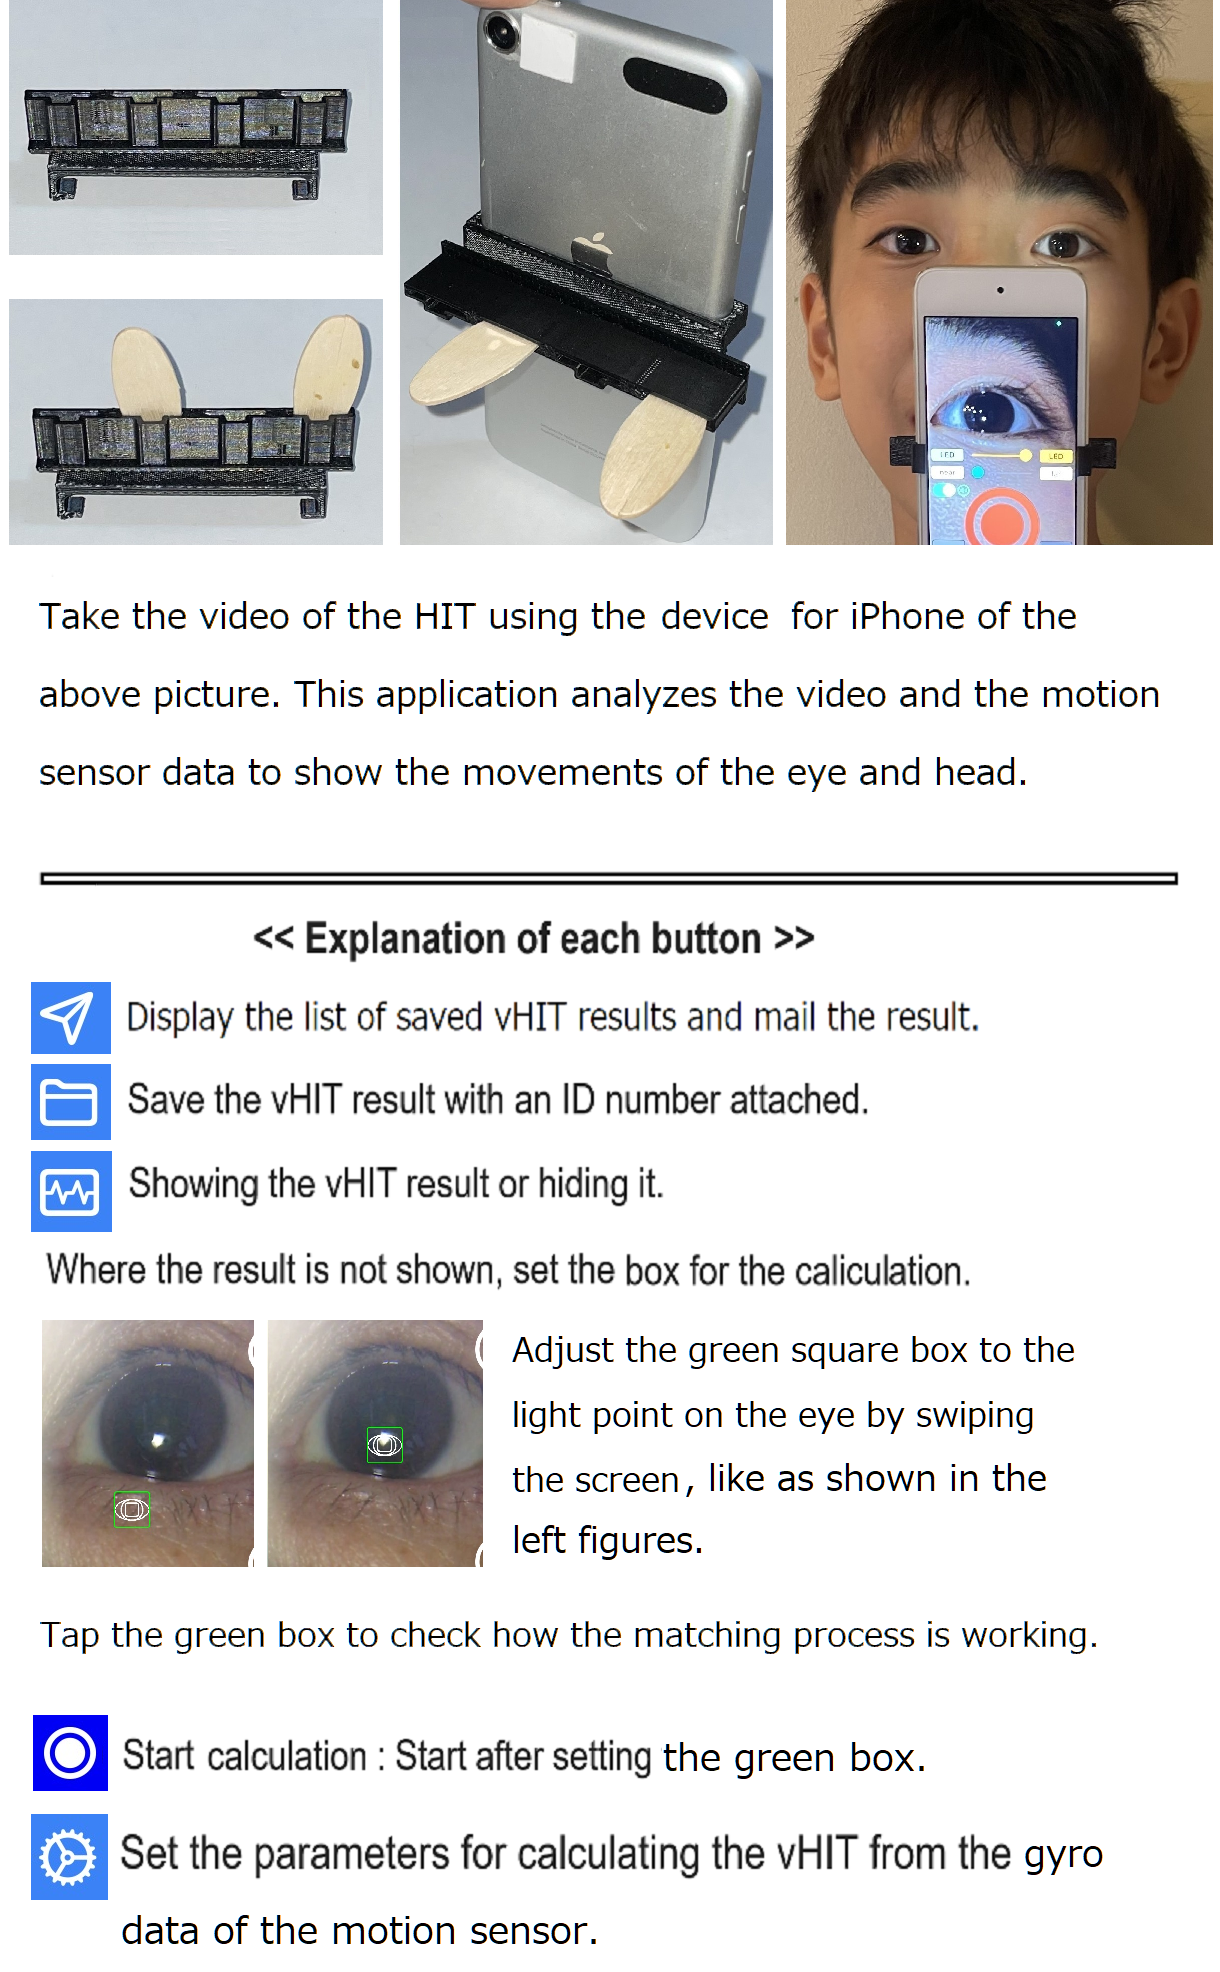 LED
LED
near
Take the video of the HIT using the device for iPhone of the
above picture. This application analyzes the video and the motion
sensor data to show the movements of the eye and head.
<< Explanation of each button >>
Display the list of saved vHIT results and mail the result.
Save the vHIT result with an ID number attached.
Showing the vHIT result or hiding it.
Where the result is not shown, set the box for the caliculation.
Adjust the green square box to the
light point on the eye by swiping
the screen, like as shown in the
left figures.
Tap the green box to check how the matching process is working.
Start calculation : Start after setting the green box.
Set the parameters for calculating the vHIT from the gyro
data of the motion sensor.